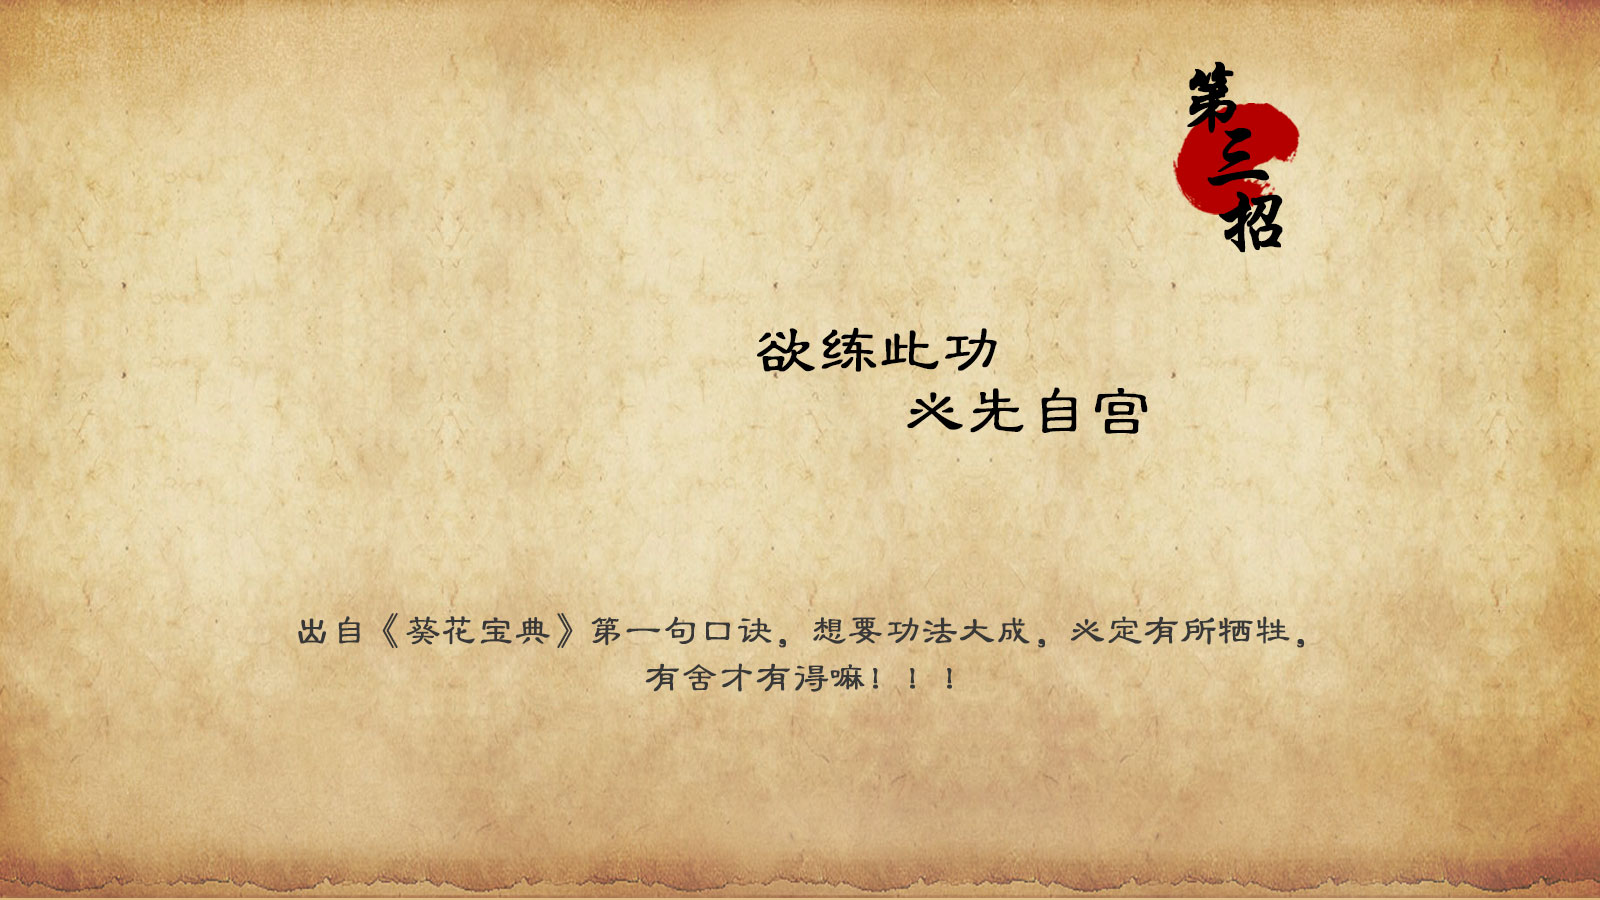 第三招
欲练此功
必先自宫
出自《葵花宝典》第一句口诀，想要功法大成，必定有所牺牲，
有舍才有得嘛！！！